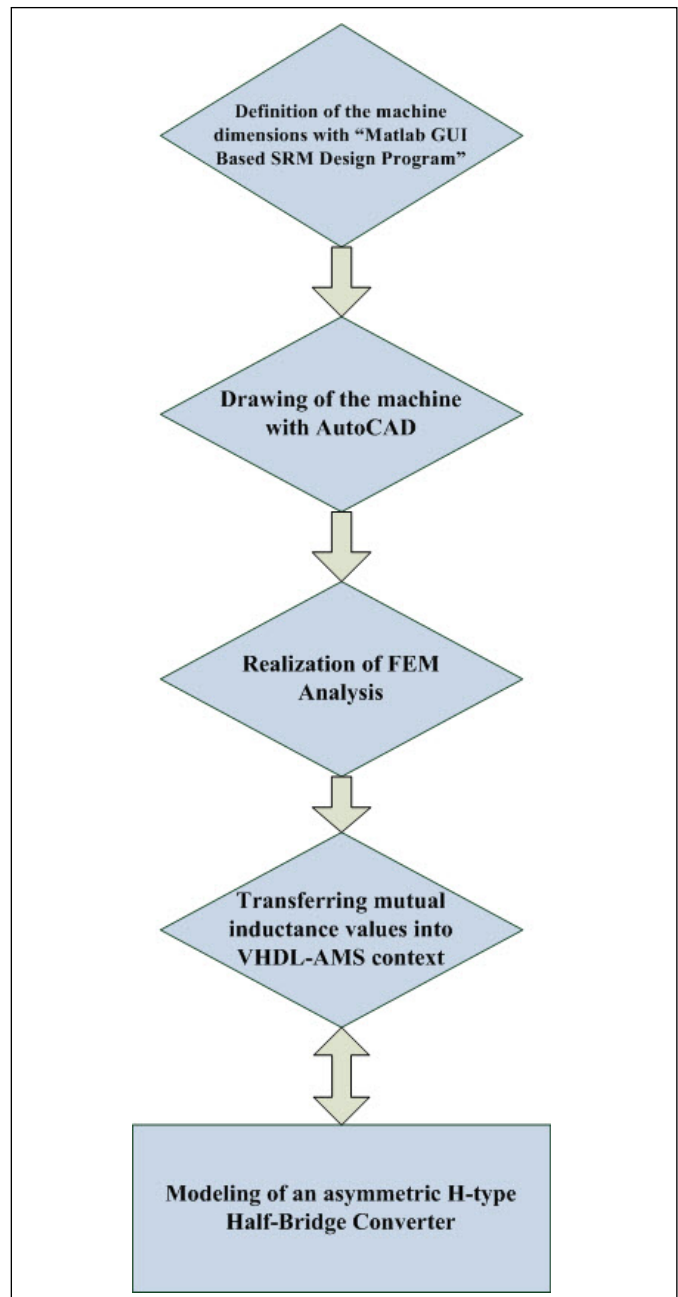 Definition of the machine
dimensions with “Matlab GUI
Based SRM Design Program”
Drawing of the machine
with AutoCAD
Realization of FEM
Analysis
Transferring mutual
inductance values into
VHDL-AMS context
Modeling of an asymmetric H-type
Half-Bridge Converter